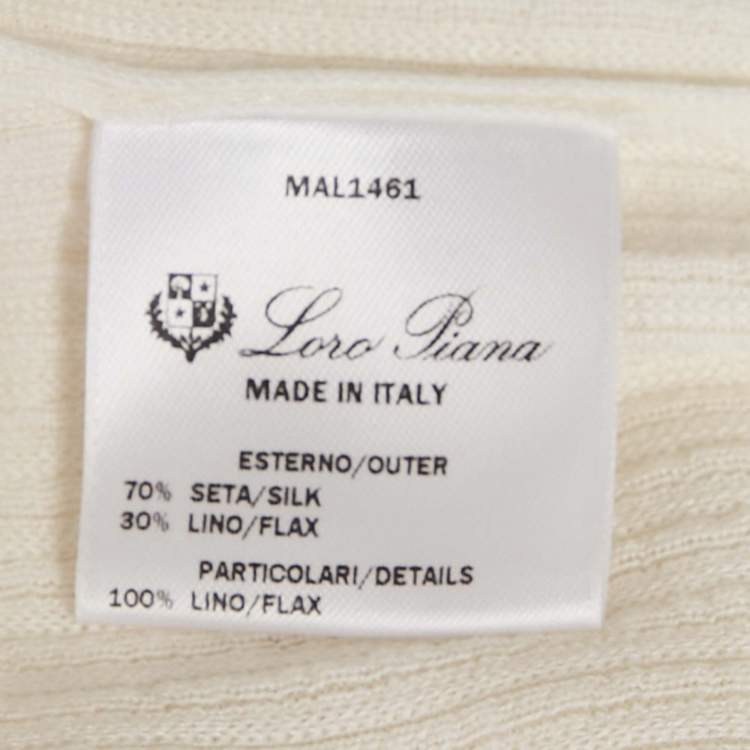 MAL1461
Loro Piana
MADE IN ITALY
ESTERNO/OUTER
70% SETA/SILK
30% LINO/FLAX
PARTICOLARI/DETAILS
100% LINO/FLAX